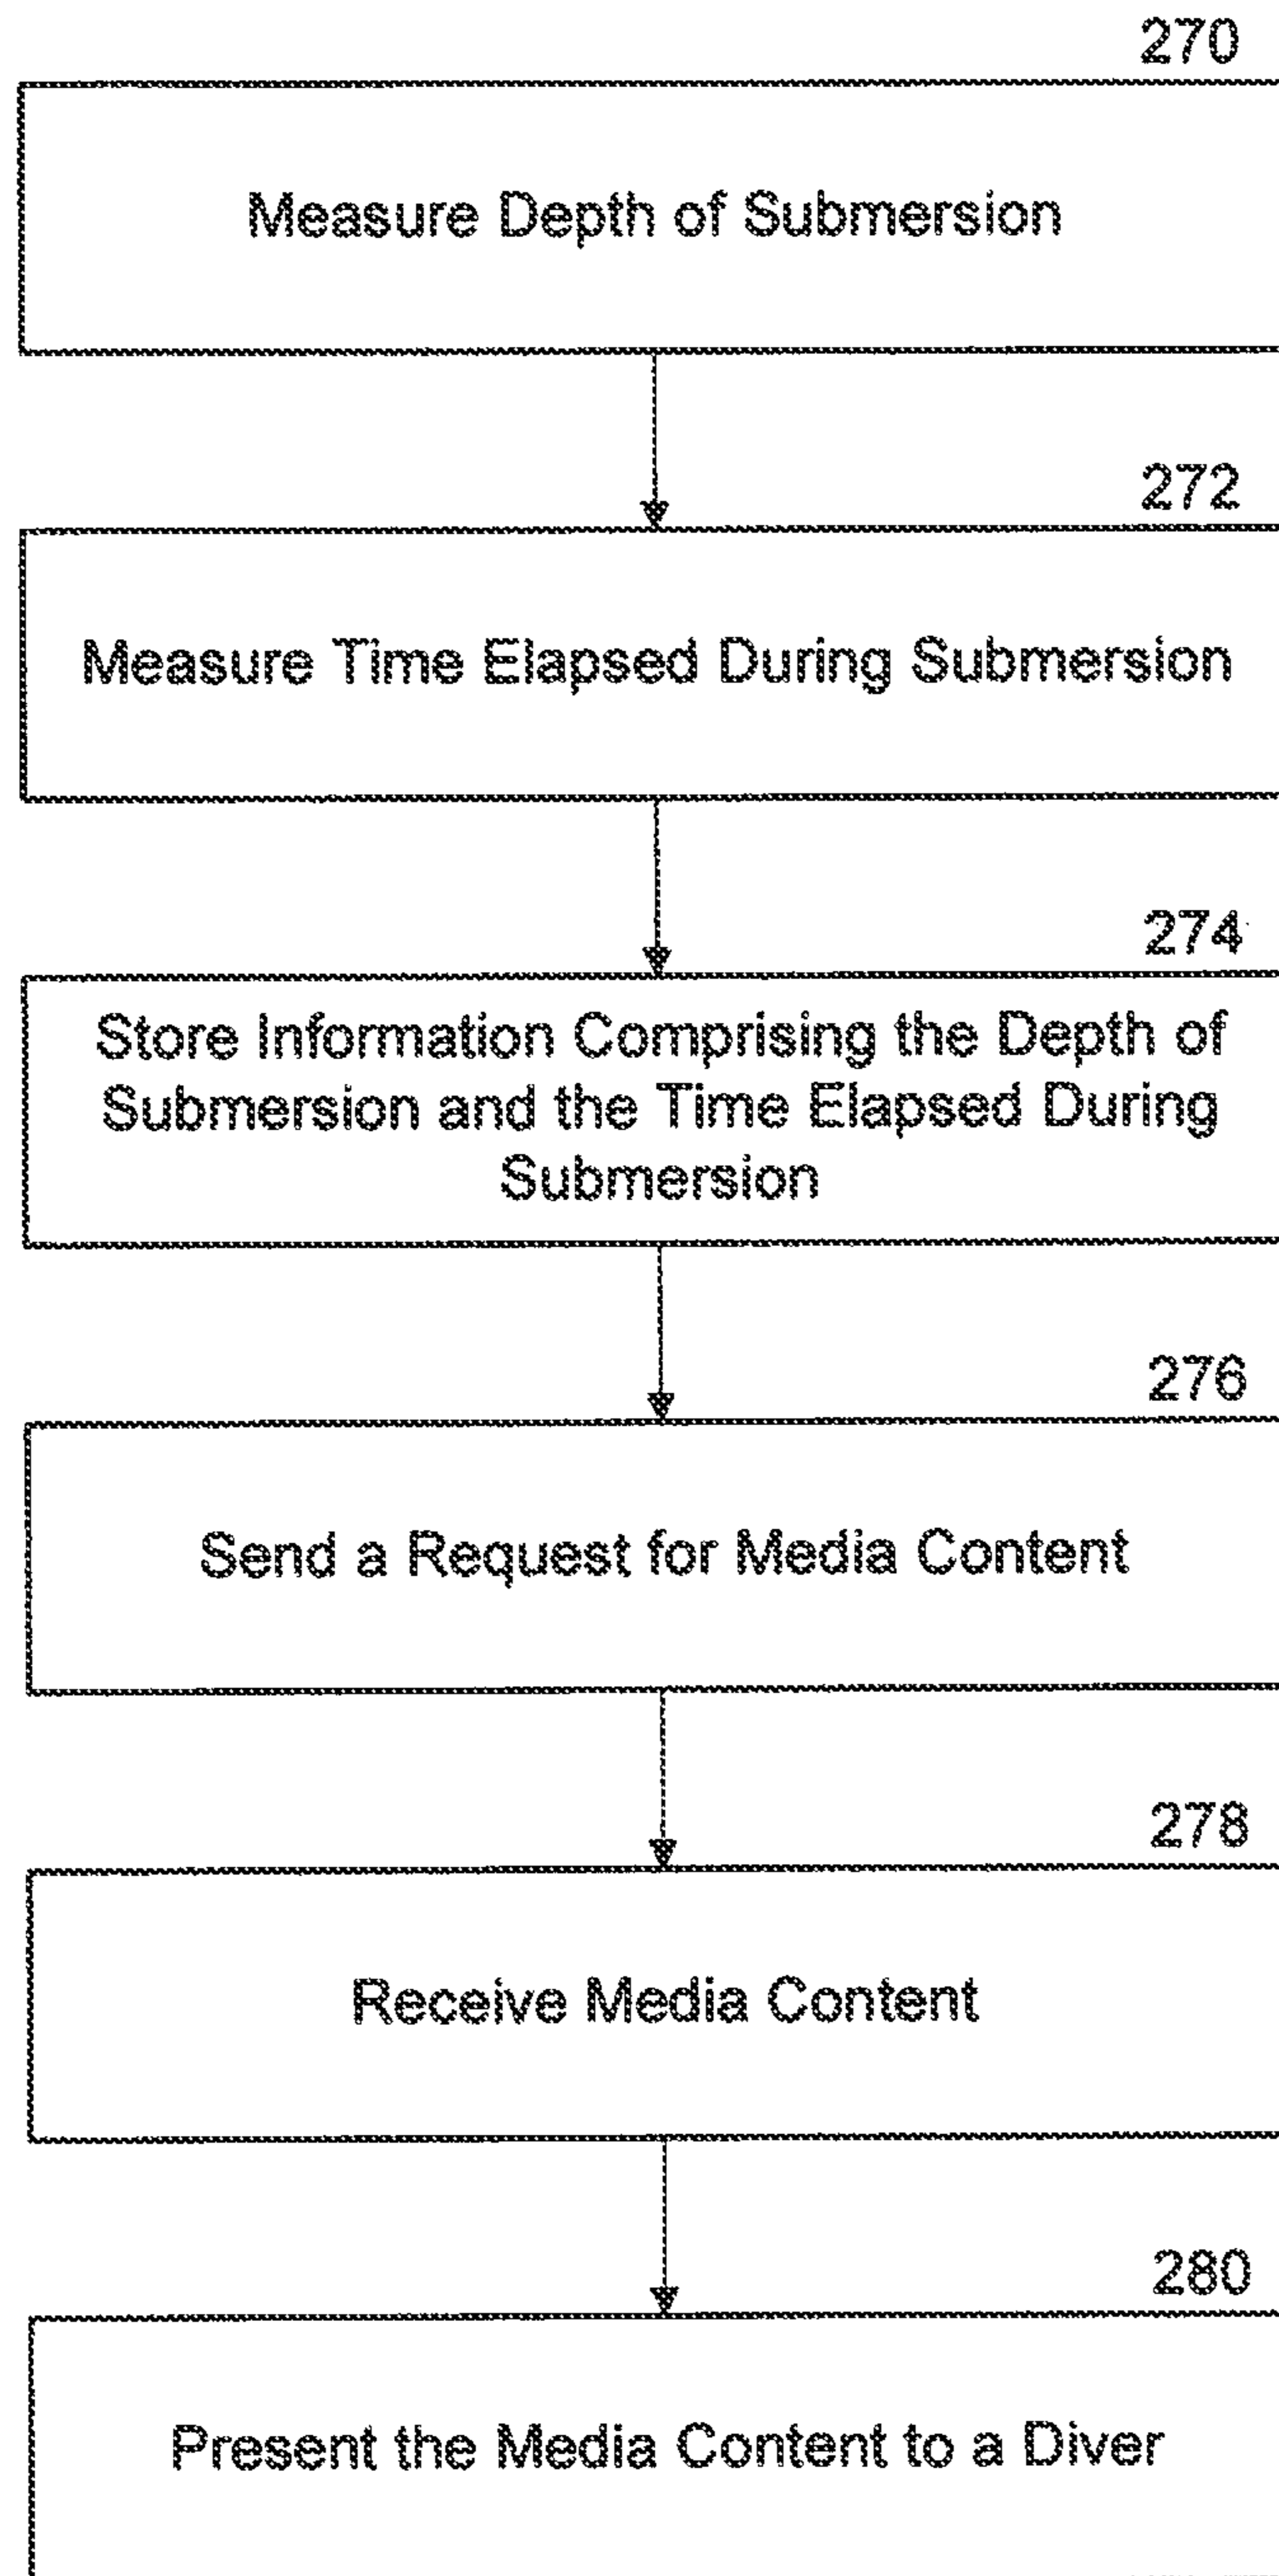 270
Measure Depth of Submersion
272
Measure Time Elapsed During Submersion
274
Store Information Comprising the Depth of
Submersion and the Time Elapsed During
Submersion
276
Send a Request for Media Content
278
Receive Media Content
280
Present the Media Content to a Diver